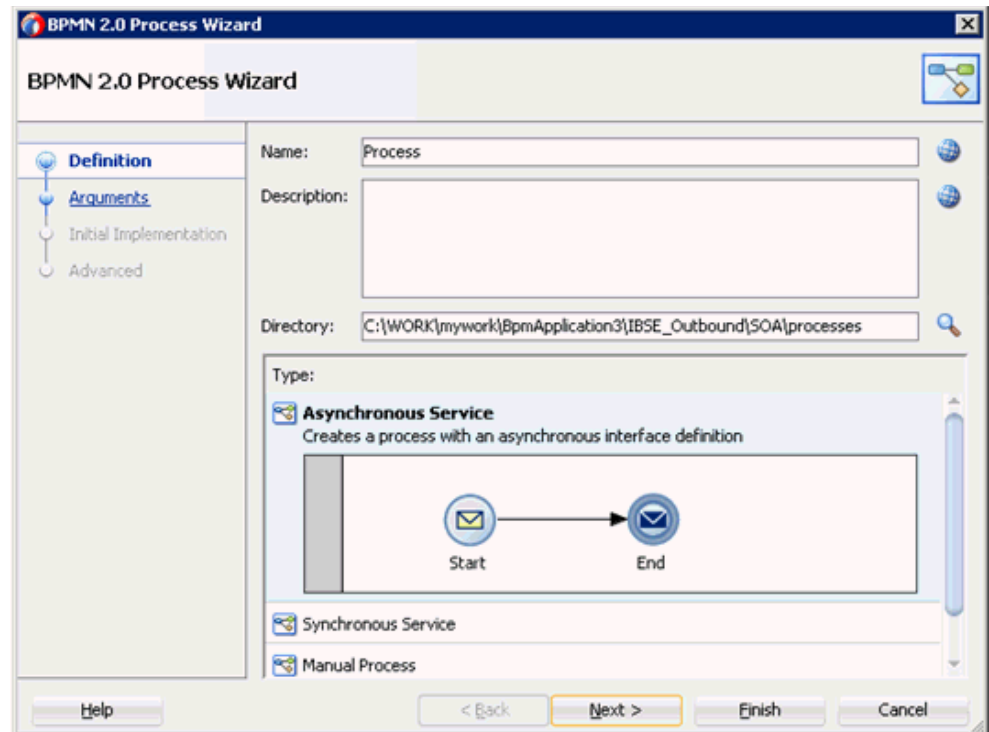 BPMN 2.0 Process Wizard
BPMN 2.0 Process Wizard
Definition
Arguments
Initial Implementation
Advanced
Name: Process
Description:
Directory: C:\WORK\mywork\BpmApplication3\IBSE_Outbound\SOA\processes
Type:
Asynchronous Service
Creates a process with an asynchronous interface definition
Start End
Synchronous Service
Manual Process
Help < Back Next > Finish Cancel